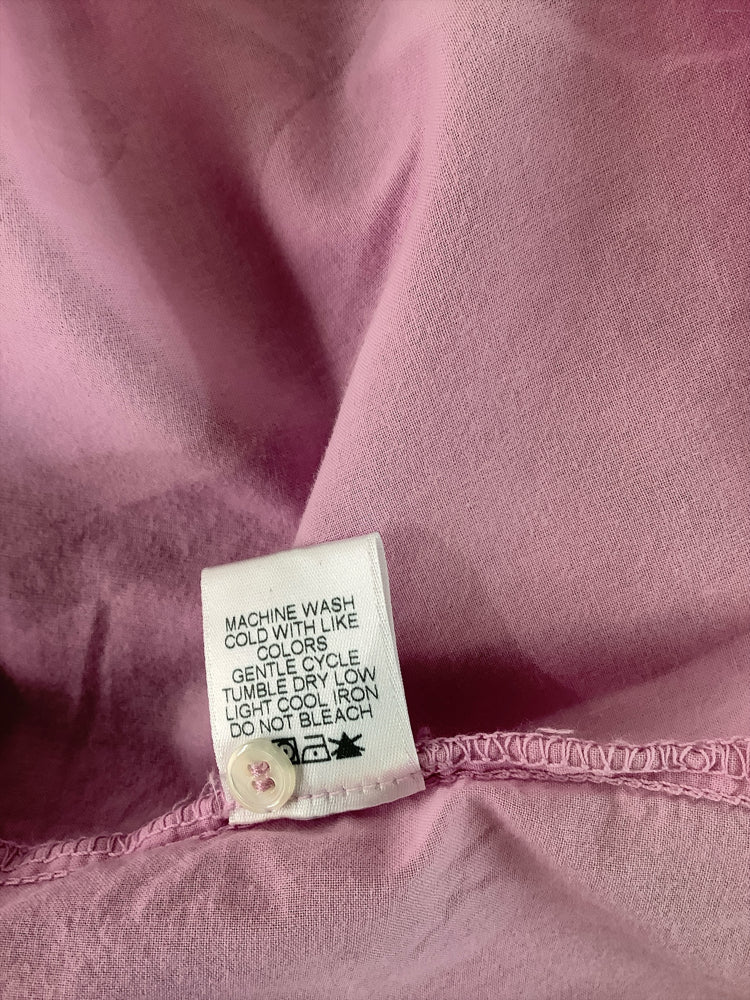 MACHINE WASH
COLD WITH LIKE
COLORS
GENTLE CYCLE
TUMBLE DRY LOW
LIGHT COOL IRON
DO NOT BLEACH